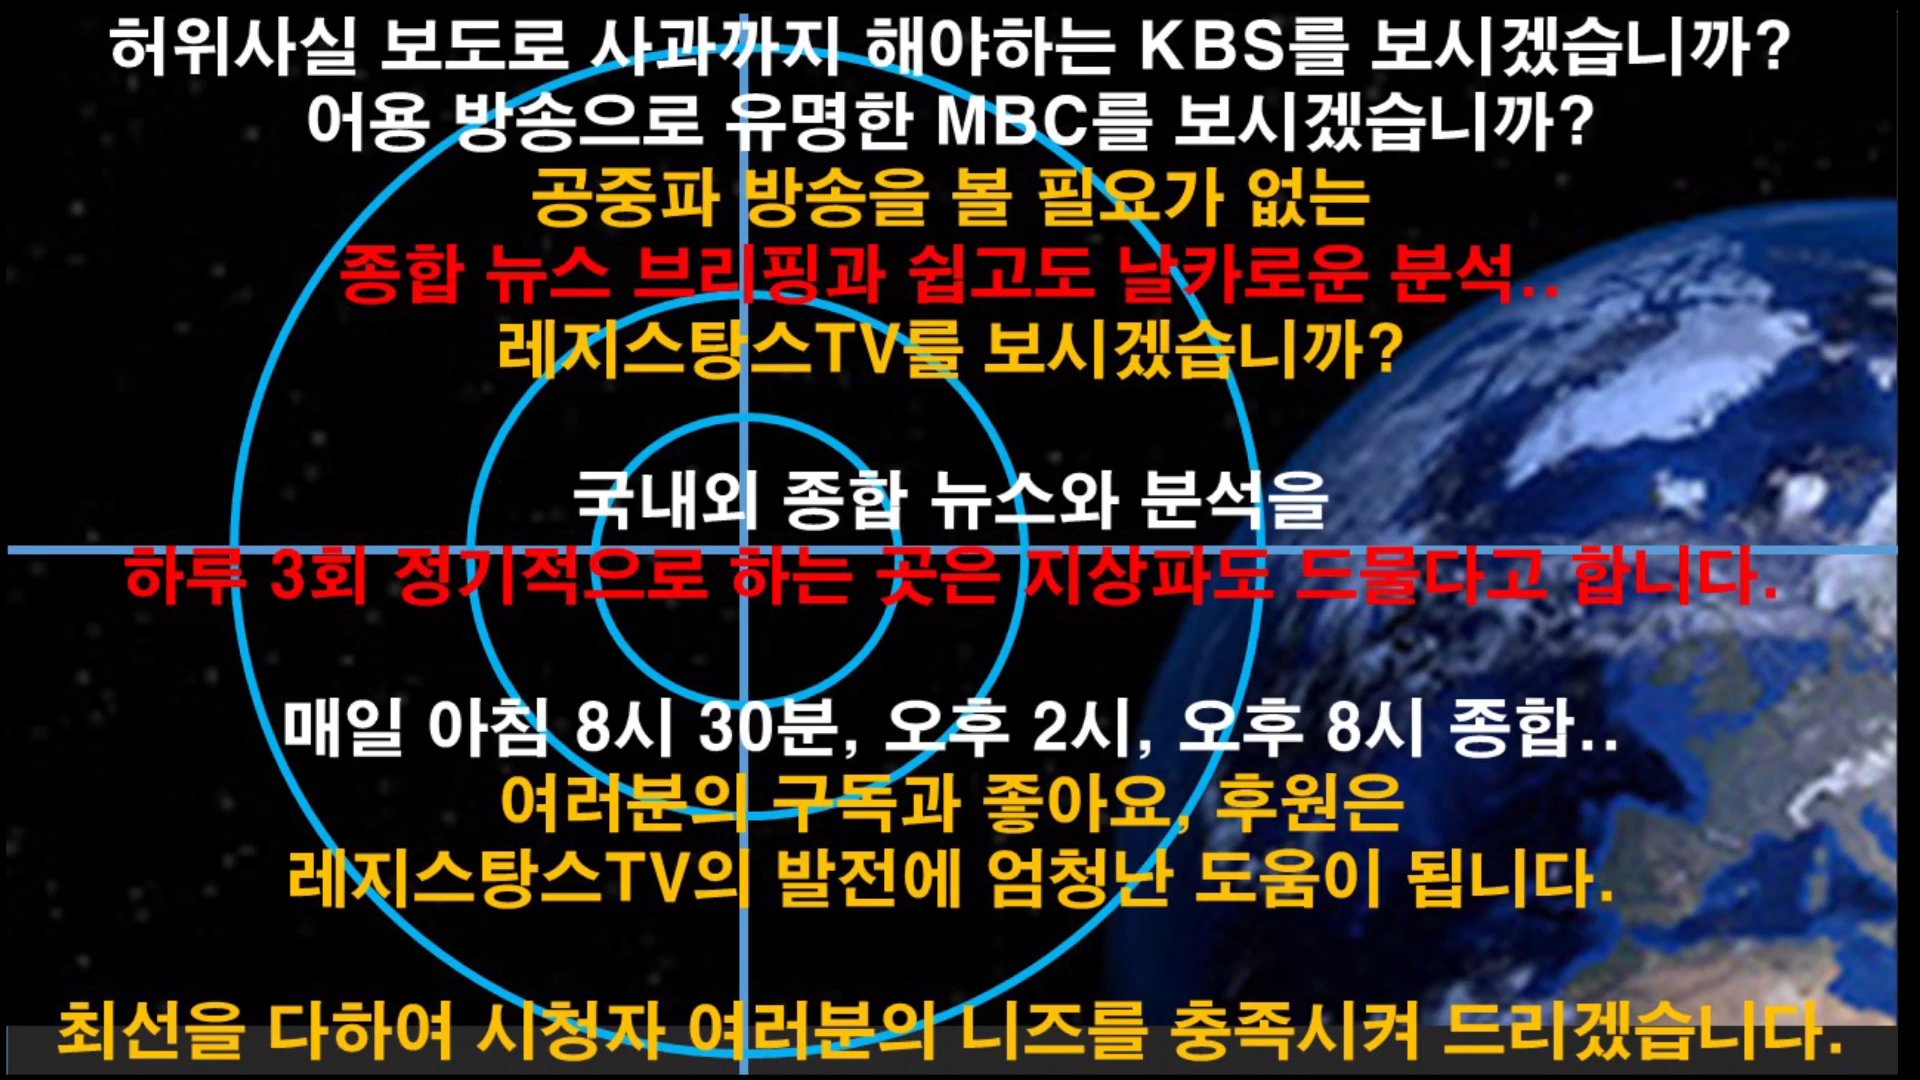 허위사실 보도로 사과까지 해야하는 KBS를 보시겠습니까?
어용 방송으로 유명한 MBC를 보시겠습니까?
공중파 방송을 볼 필요가 없는
종합 뉴스 브리핑과 쉽고도 날카로운 분석..
레지스탕스TV를 보시겠습니까?
국내외 종합 뉴스와 분석을
하루 3회 정기적으로 하는 곳은 지상파도 드물다고 합니다.
매일 아침 8시 30분, 오후 2시, 오후 8시 종합..
여러분의 구독과 좋아요, 후원은
레지스탕스TV의 발전에 엄청난 도움이 됩니다.
최선을 다하여 시청자 여러분의 니즈를 충족시켜 드리겠습니다.